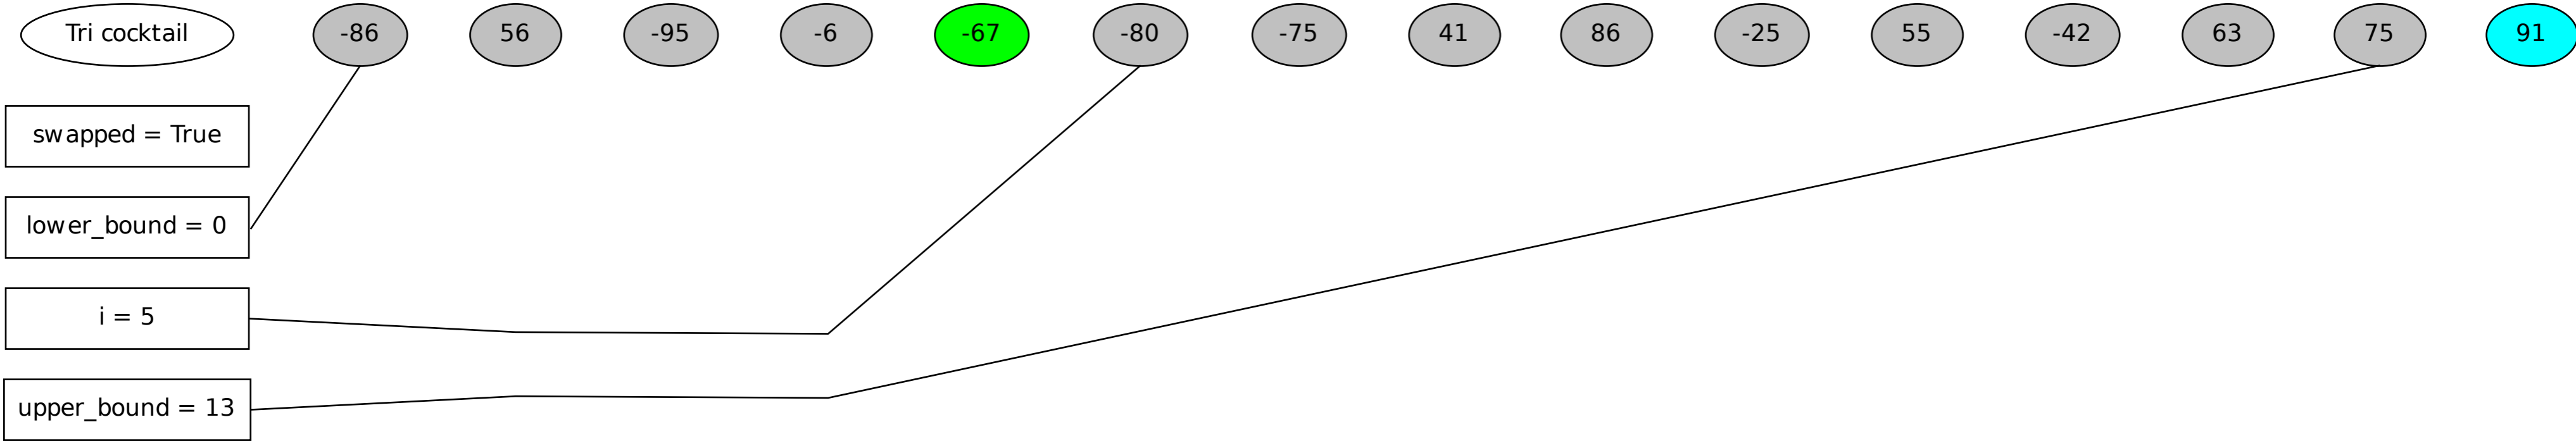 Tri cocktail -86 56 -95 -6 -67 -80 -75 41 86 -25 55 -42 63 75 91
swapped = True
lower_bound = 0
i = 5
upper_bound = 13